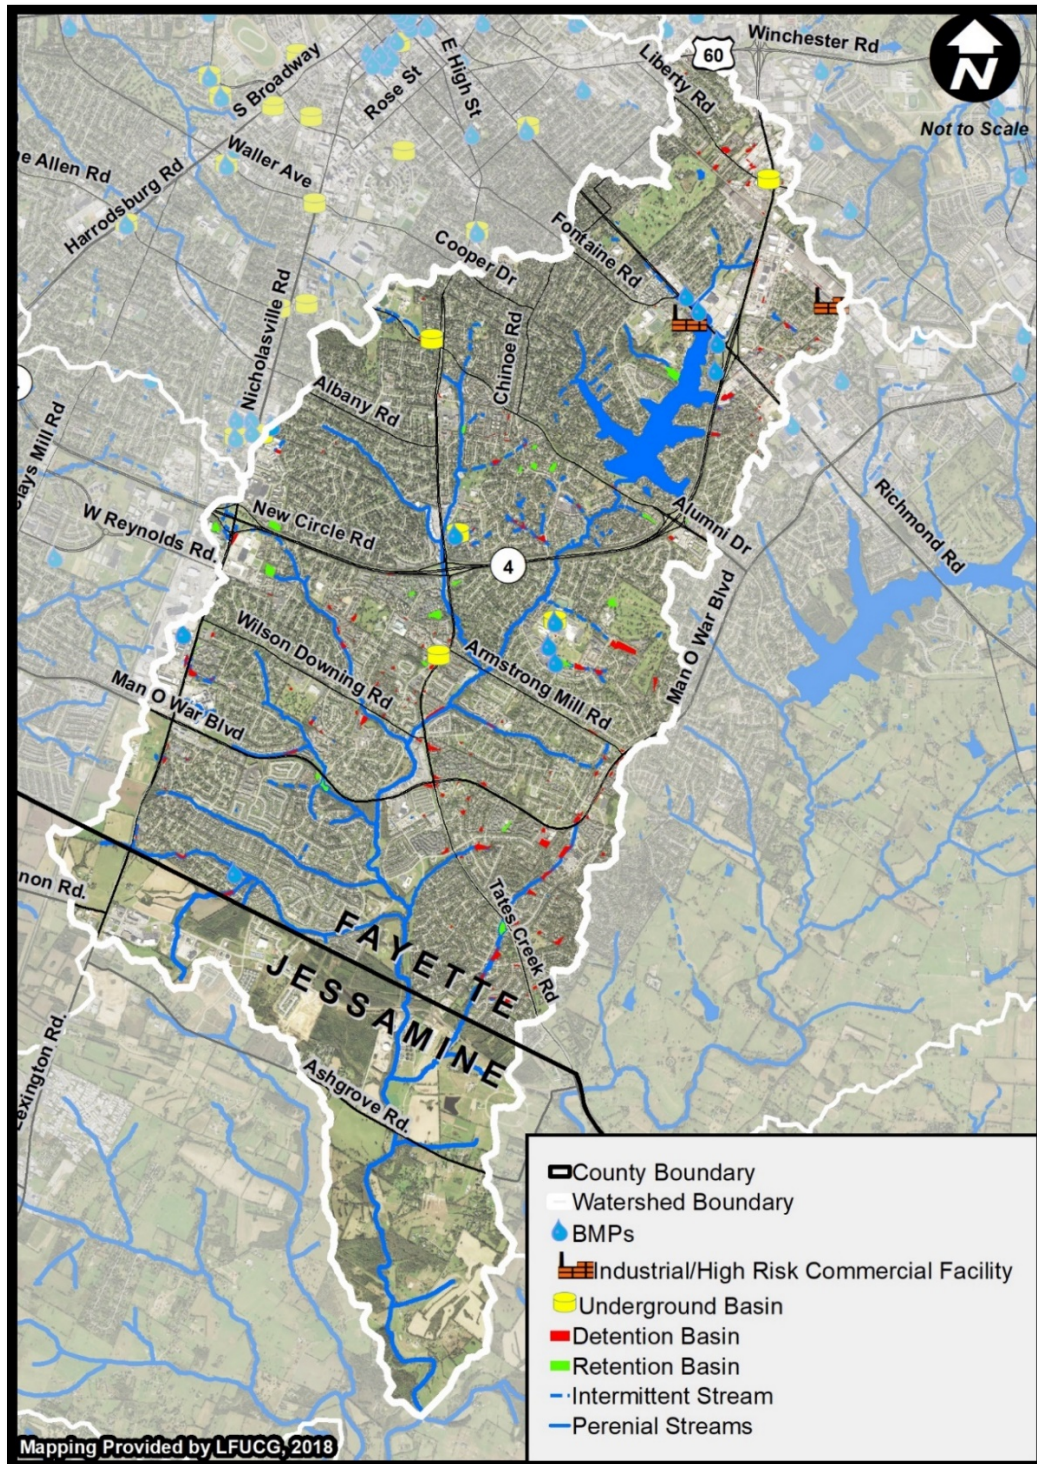 Winchester Rd
60
Liberty Rd
E High St
Rose St
S Broadway
N
Not to Scale
Waller Ave
e Allen Rd
Harrodsburg Rd
Cooper Dr
Fontaine Rd
Nicholasville Rd
Chinoe Rd
Albany Rd
lays Mill Rd
W Reynolds Rd.
New Circle Rd
Alumni Dr
Richmond Rd
4
Man O War Blvd
Wilson Downing Rd
Armstrong Mill Rd
Man O War Blvd
non Rd.
Tates Creek Rd
FAYETTE
JESSAMINE
Lexington Rd.
Ashgrove Rd.
County Boundary
Watershed Boundary
BMPs
Industrial/High Risk Commercial Facility
Underground Basin
Detention Basin
Retention Basin
Intermittent Stream
Perenial Streams
Mapping Provided by LFUCG, 2018